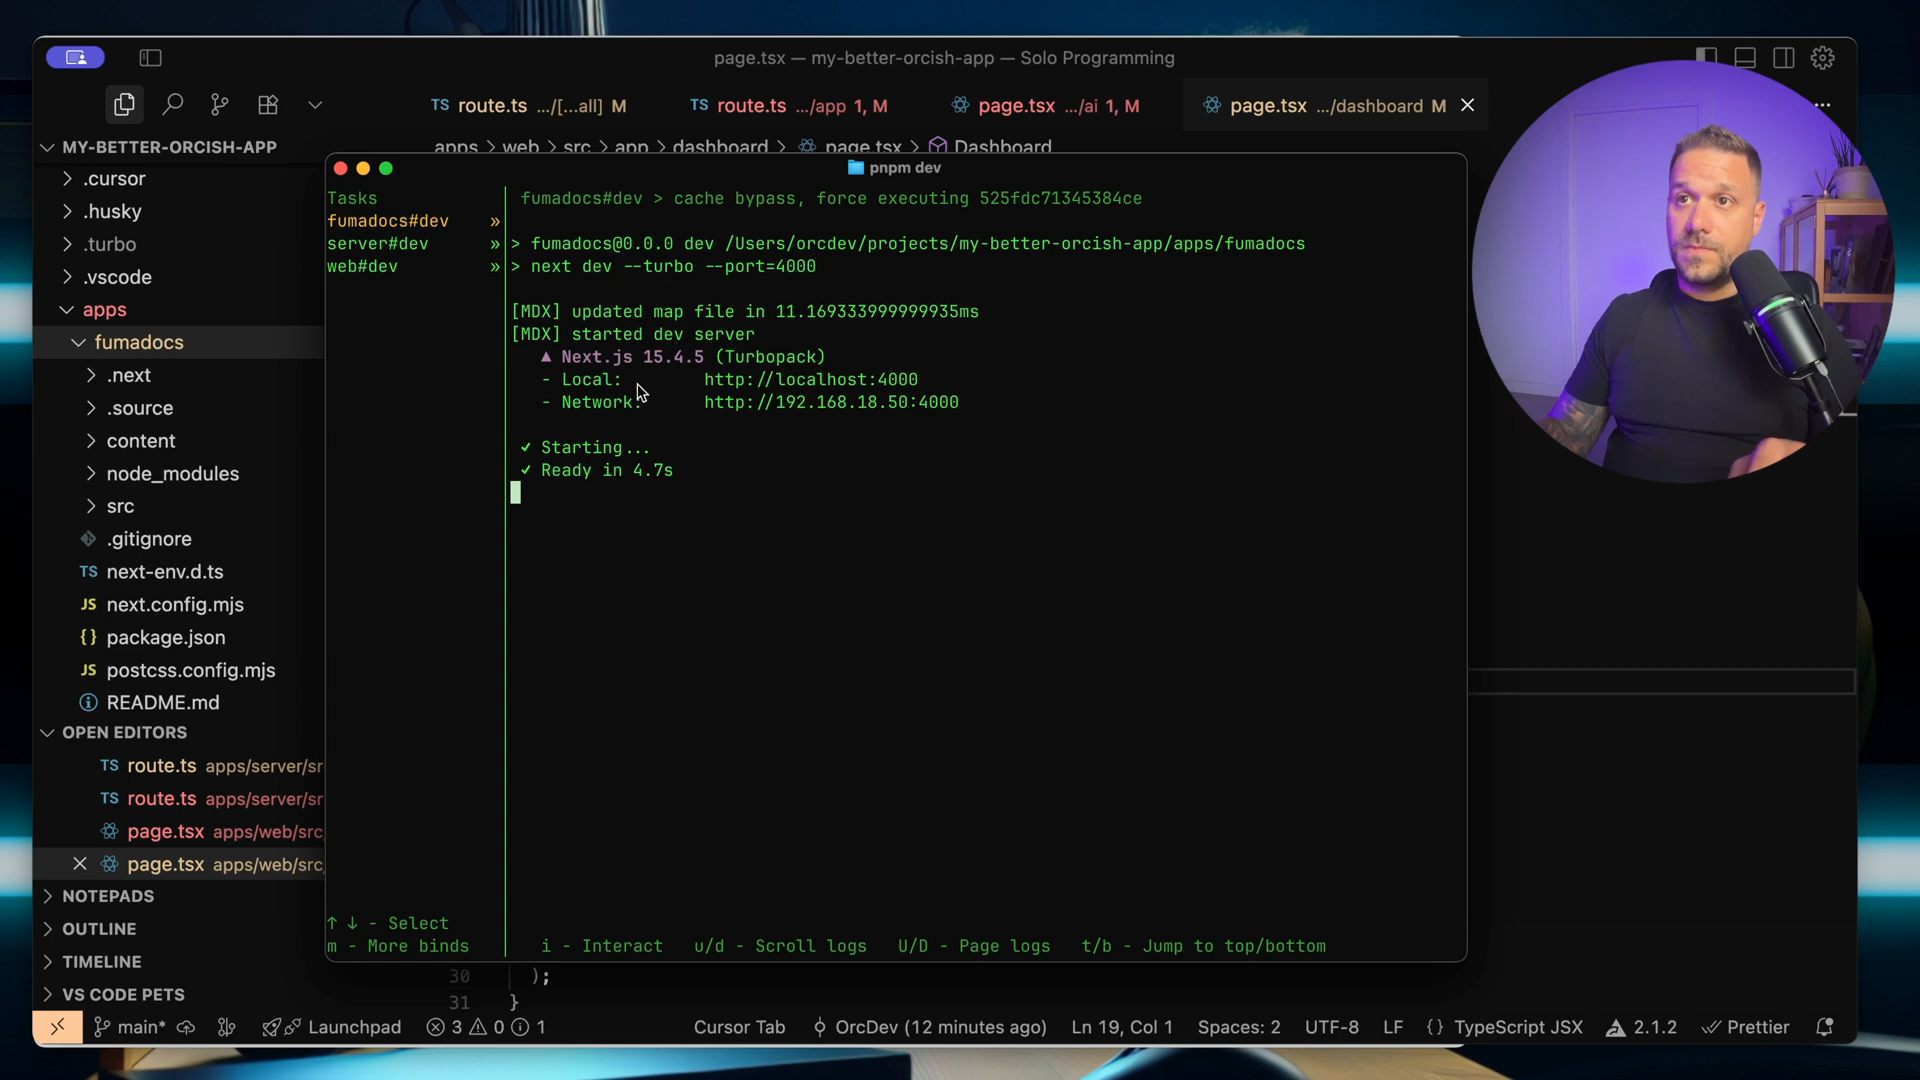 page.tsx — my-better-orcish-app — Solo Programming
TS route.ts .../[...all] M
TS route.ts .../app 1, M
page.tsx .../ai 1, M
page.tsx .../dashboard M
MY-BETTER-ORCISH-APP
apps > web > src > app > dashboard > page.tsx > Dashboard
.cursor
.husky
.turbo
.vscode
apps
fumadocs
.next
.source
content
node_modules
src
.gitignore
TS next-env.d.ts
JS next.config.mjs
{} package.json
JS postcss.config.mjs
README.md
OPEN EDITORS
TS route.ts apps/server/sr
TS route.ts apps/server/sr
page.tsx apps/web/src,
page.tsx apps/web/src,
NOTEPADS
OUTLINE
TIMELINE
VS CODE PETS
pnpm dev
Tasks
fumadocs#dev »
server#dev »
web#dev »
fumadocs#dev > cache bypass, force executing 525fdc71345384ce
> fumadocs@0.0.0 dev /Users/orcdev/projects/my-better-orcish-app/apps/fumadocs
> next dev --turbo --port=4000
[MDX] updated map file in 11.169333999999935ms
[MDX] started dev server
▲ Next.js 15.4.5 (Turbopack)
- Local: http://localhost:4000
- Network: http://192.168.18.50:4000
✓ Starting...
✓ Ready in 4.7s
↑ ↓ - Select
m - More binds
i - Interact u/d - Scroll logs U/D - Page logs t/b - Jump to top/bottom
30 );
31 }
main* Launchpad 3 0 1 Cursor Tab OrcDev (12 minutes ago) Ln 19, Col 1 Spaces: 2 UTF-8 LF {} TypeScript JSX 2.1.2 Prettier